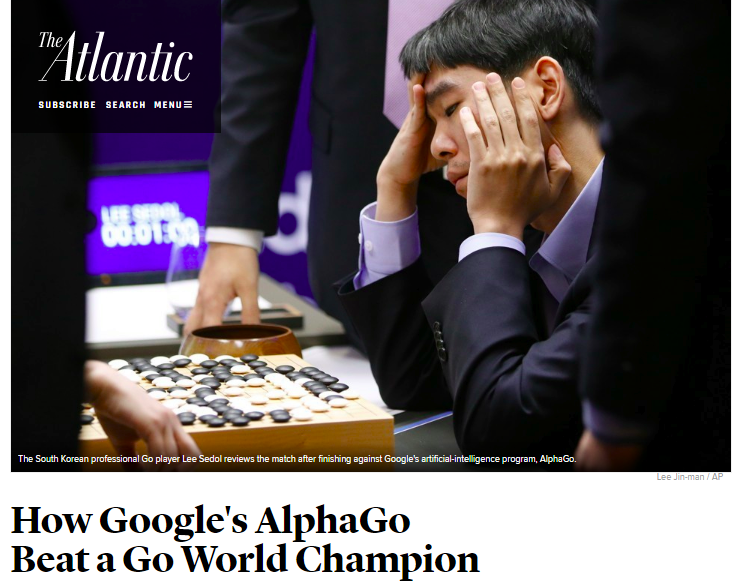 The
Atlantic
SUBSCRIBE SEARCH MENU
LEE SEDOL
00:01:00
The South Korean professional Go player Lee Sedol reviews the match after finishing against Google's artificial-intelligence program, AlphaGo.
Lee Jin-man / AP
How Google's AlphaGo
Beat a Go World Champion